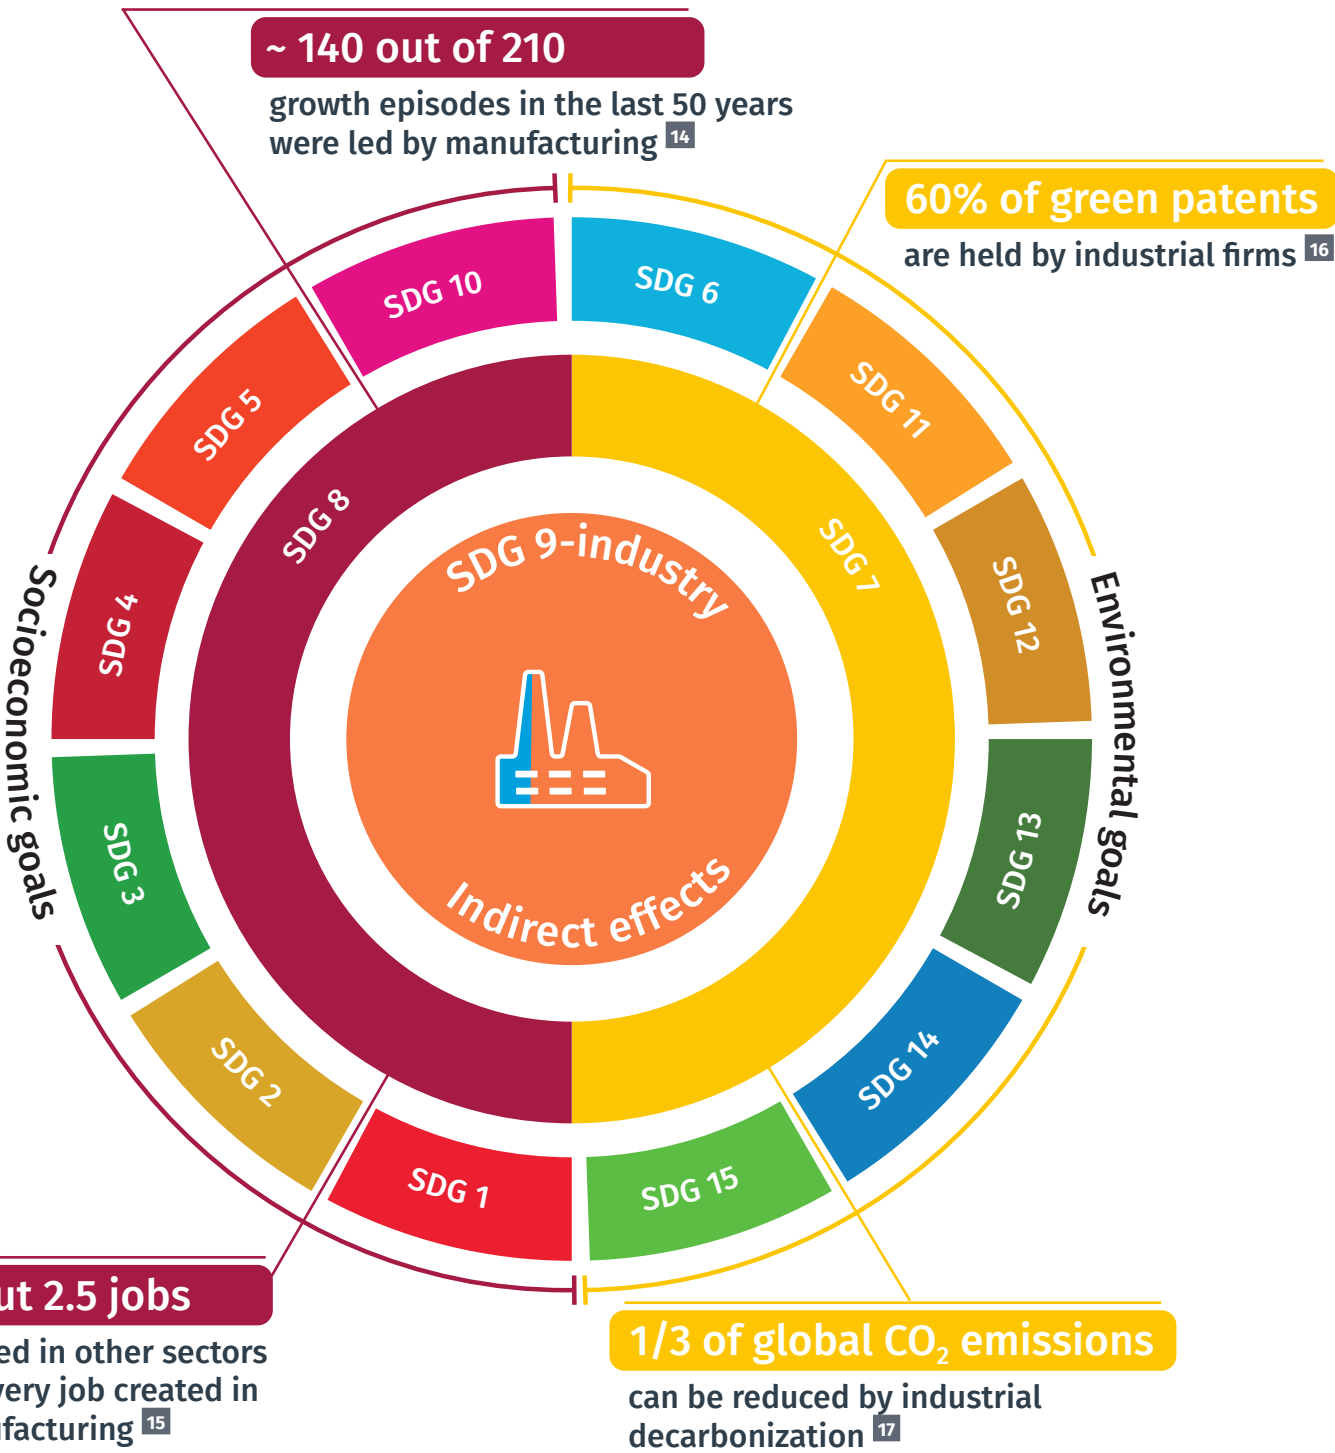 ~ 140 out of 210
growth episodes in the last 50 years
were led by manufacturing 14
60% of green patents
are held by industrial firms 16
SDG 10
SDG 6
SDG 5
SDG 11
SDG 8
SDG 7
SDG 9-industry
SDG 4
SDG 12
Socioeconomic goals
Environmental goals
SDG 3
SDG 13
Indirect effects
SDG 2
SDG 14
SDG 1
SDG 15
2.5 jobs
in other sectors
job created in
15
1/3 of global CO₂ emissions
can be reduced by industrial
decarbonization 17